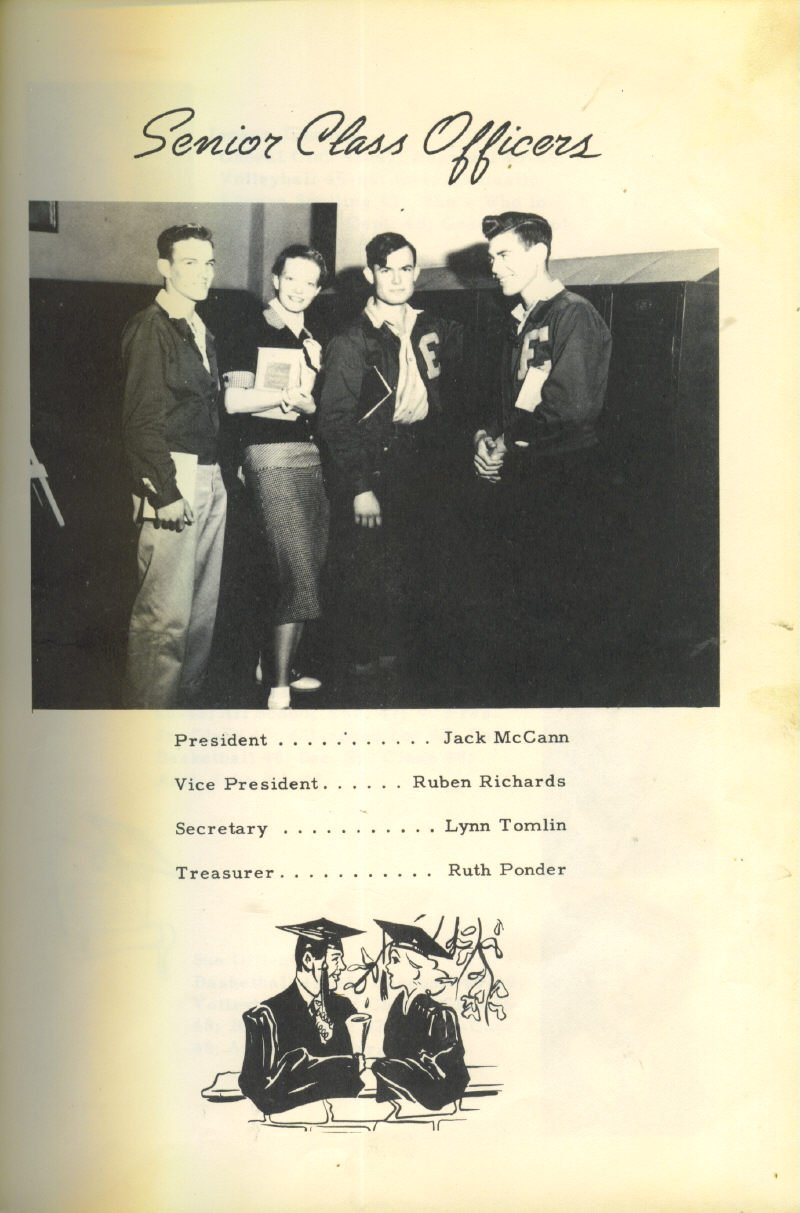 Senior Class Officers
E
E
President . . . . . . . . . . . Jack McCann
Vice President. . . . . . Ruben Richards
Secretary . . . . . . . . . . . Lynn Tomlin
Treasurer. . . . . . . . . . . Ruth Ponder